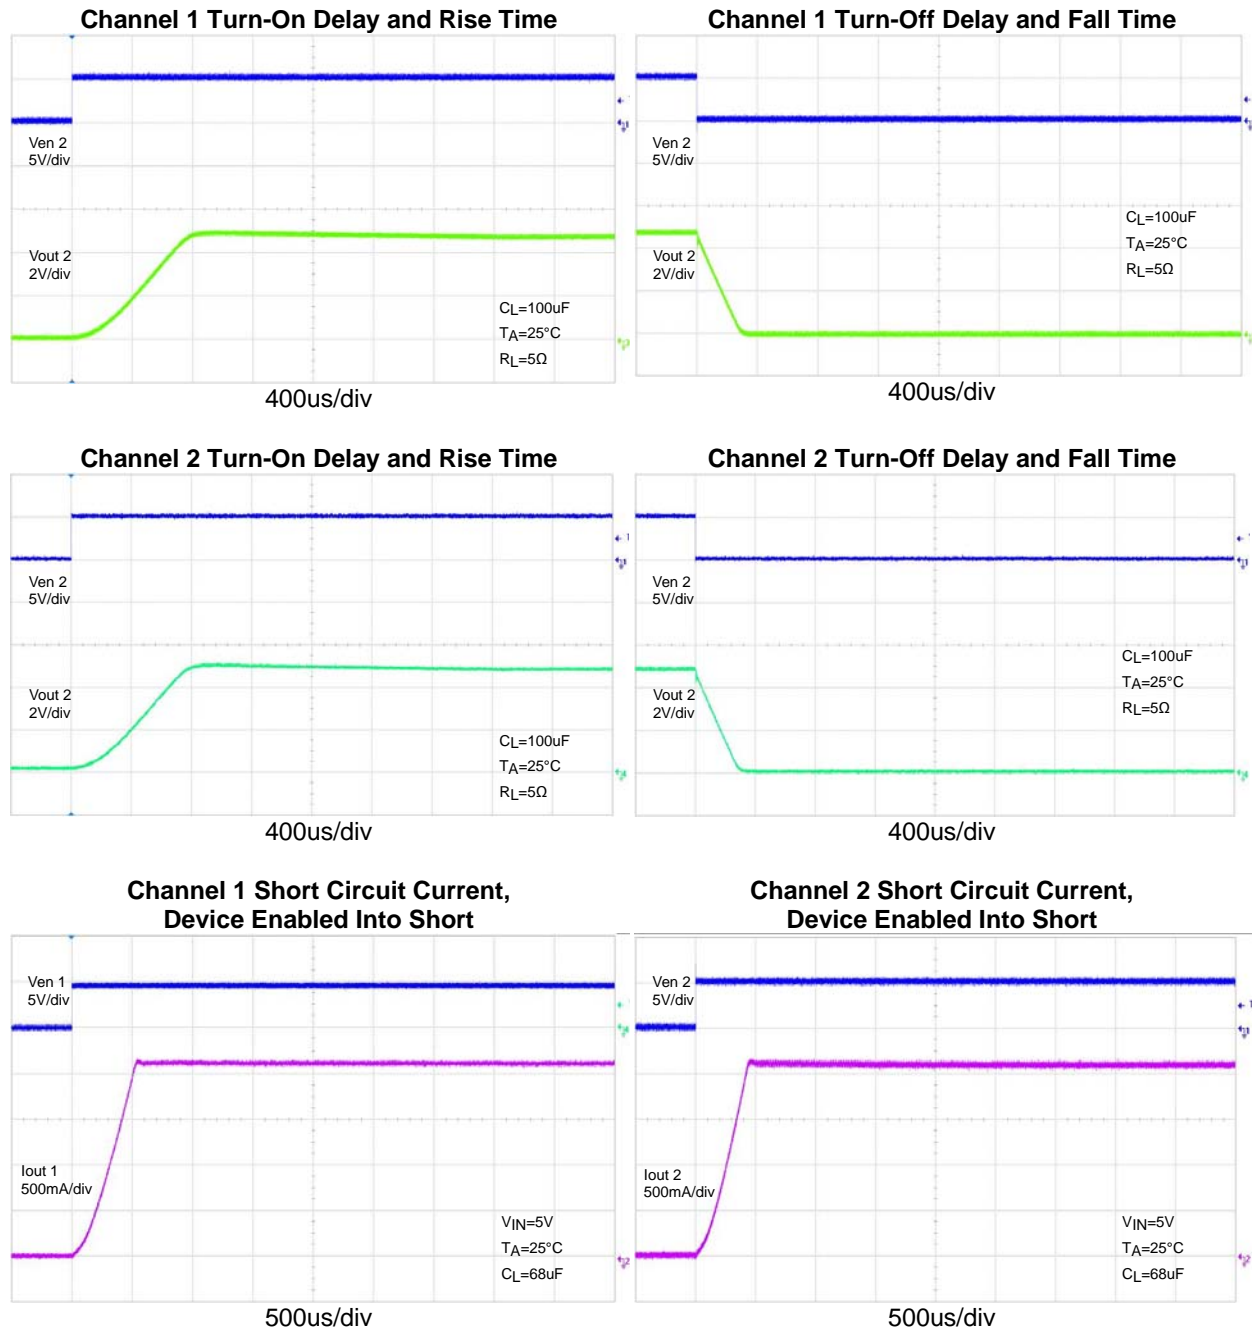 Channel 1 Turn-On Delay and Rise Time
Ven 2
5V/div
Vout 2
2V/div
CL=100uF
TA=25°C
RL=5Ω
400us/div
Channel 1 Turn-Off Delay and Fall Time
Ven 2
5V/div
Vout 2
2V/div
CL=100uF
TA=25°C
RL=5Ω
400us/div
Channel 2 Turn-On Delay and Rise Time
Ven 2
5V/div
Vout 2
2V/div
CL=100uF
TA=25°C
RL=5Ω
400us/div
Channel 2 Turn-Off Delay and Fall Time
Ven 2
5V/div
Vout 2
2V/div
CL=100uF
TA=25°C
RL=5Ω
400us/div
Channel 1 Short Circuit Current,
Device Enabled Into Short
Ven 1
5V/div
Iout 1
500mA/div
VIN=5V
TA=25°C
CL=68uF
500us/div
Channel 2 Short Circuit Current,
Device Enabled Into Short
Ven 2
5V/div
Iout 2
500mA/div
VIN=5V
TA=25°C
CL=68uF
500us/div